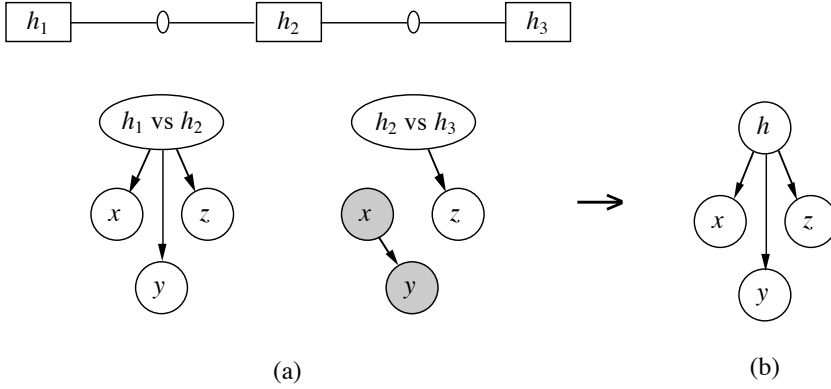 h₁ h₂ h₃
h₁ vs h₂ h₂ vs h₃ h
x z x z x z
y y y
(a) (b)